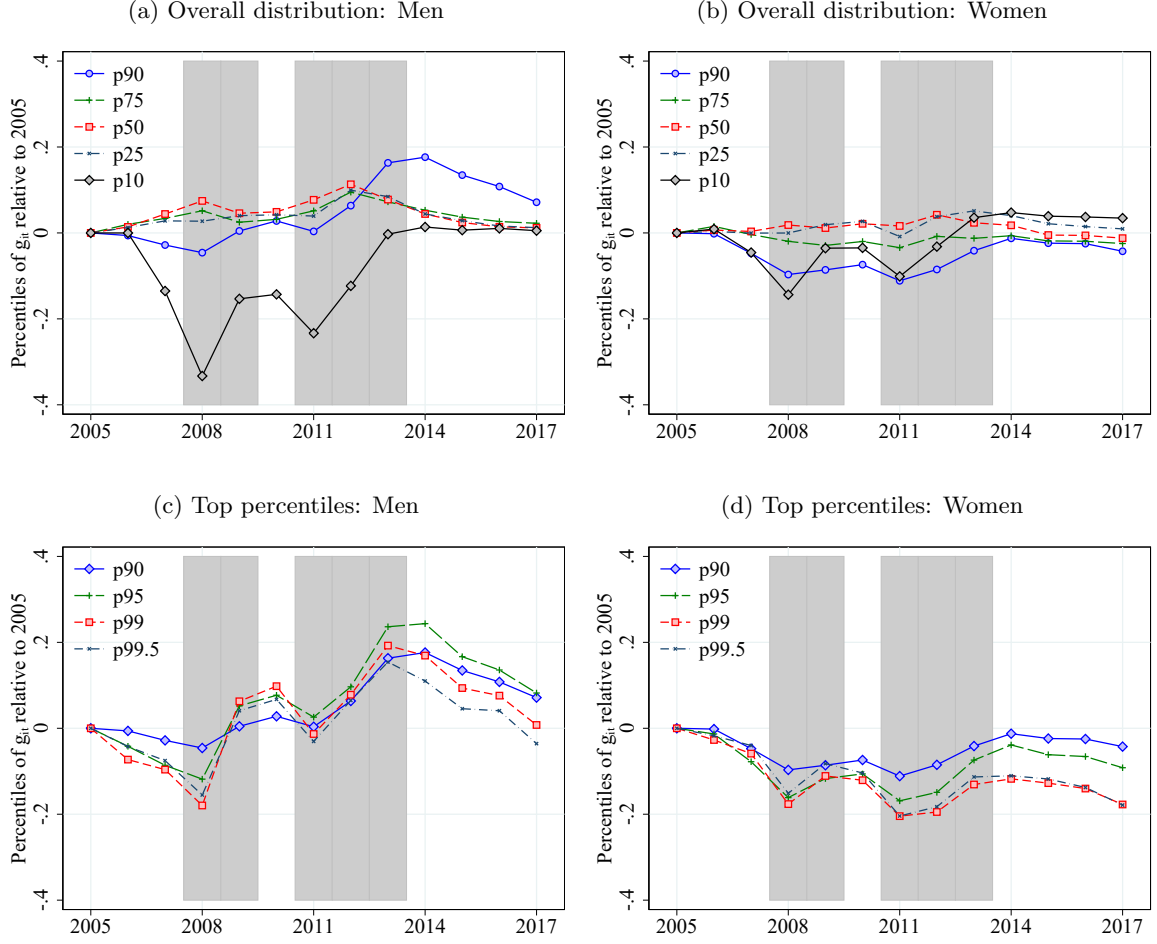 (a) Overall distribution: Men
Percentiles of git relative to 2005
.4
.2
0
-.2
-.4
p90
p75
p50
p25
p10
2005 2008 2011 2014 2017
(b) Overall distribution: Women
Percentiles of git relative to 2005
.4
.2
0
-.2
-.4
p90
p75
p50
p25
p10
2005 2008 2011 2014 2017
(c) Top percentiles: Men
Percentiles of git relative to 2005
.4
.2
0
-.2
-.4
p90
p95
p99
p99.5
2005 2008 2011 2014 2017
(d) Top percentiles: Women
Percentiles of git relative to 2005
.4
.2
0
-.2
-.4
p90
p95
p99
p99.5
2005 2008 2011 2014 2017